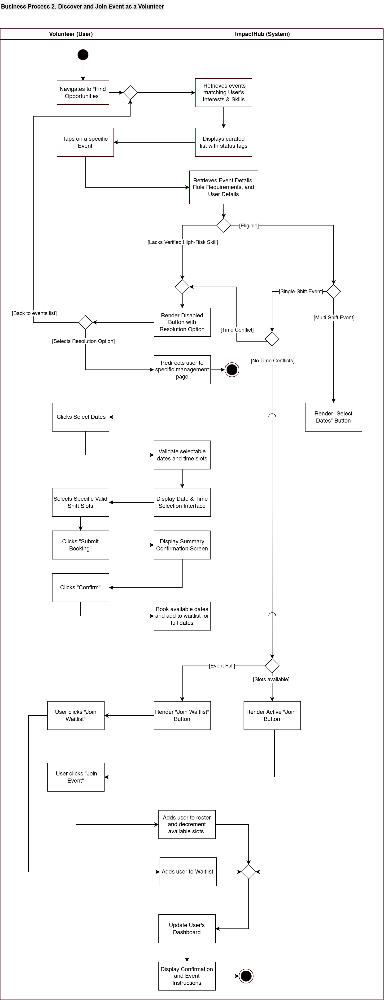 Business Process 2: Discover and Join Event as a Volunteer
Volunteer (User)
ImpactHub (System)
Navigates to "Find
Opportunities"
Retrieves events
matching User's
Interests & Skills
Taps on a specific
Event
Displays curated
list with status tags
Retrieves Event Details,
Role Requirements, and
User Details
[Eligible]
[Lacks Verified High-Risk Skill]
[Single-Shift Event]
[Multi-Shift Event]
[Back to events list]
Render Disabled
Button with
Resolution Option
[Time Conflict]
[Selects Resolution Option]
[No Time Conflicts]
Redirects user to
specific management
page
Clicks Select Dates
Render "Select
Dates" Button
Validate selectable
dates and time slots
Selects Specific Valid
Shift Slots
Display Date & Time
Selection Interface
Clicks "Submit
Booking"
Display Summary
Confirmation Screen
Clicks "Confirm"
Book available dates
and add to waitlist for
full dates
[Event Full]
[Slots available]
User clicks "Join
Waitlist"
Render "Join Waitlist"
Button
Render Active "Join"
Button
User clicks "Join
Event"
Adds user to roster
and decrement
available slots
Adds user to Waitlist
Update User's
Dashboard
Display Confirmation
and Event
Instructions